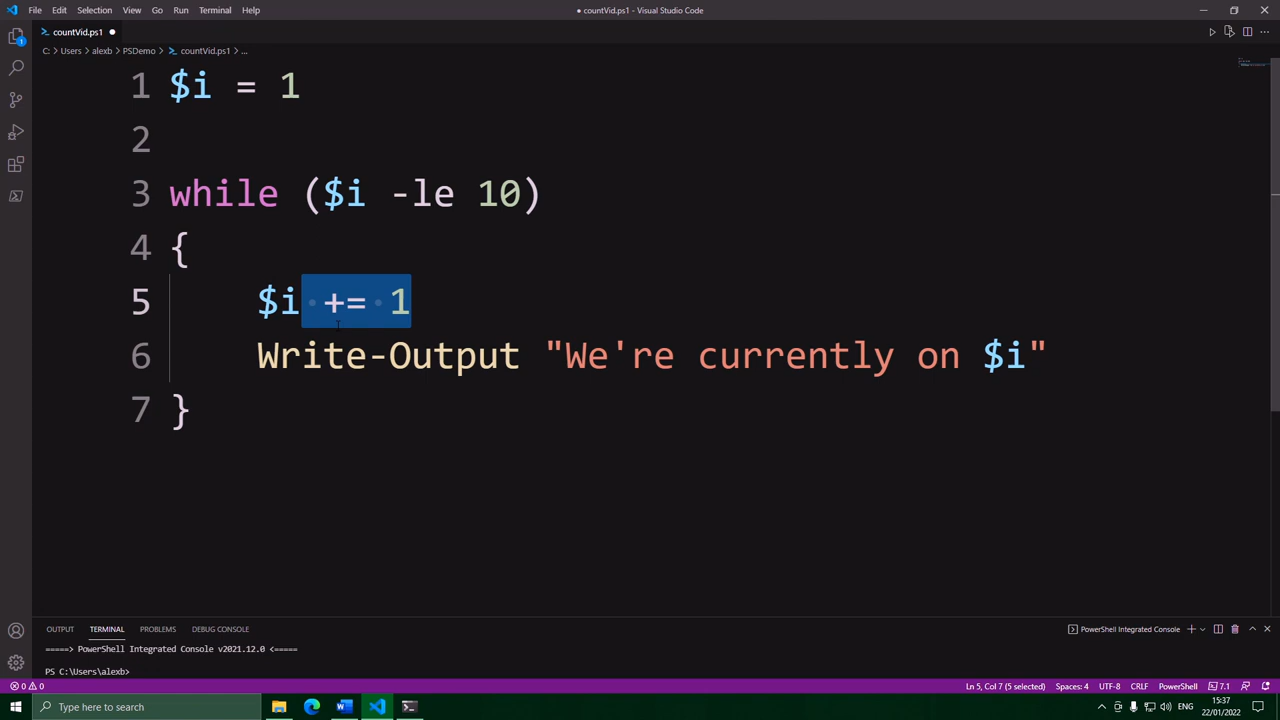 File Edit Selection View Go Run Terminal Help
● countVid.ps1 - Visual Studio Code
countVid.ps1 ●
C: > Users > alexb > PSDemo > countVid.ps1 > ...
1 $i = 1
2
3 while ($i -le 10)
4 {
5 $i += 1
6 Write-Output "We're currently on $i"
7 }
OUTPUT TERMINAL PROBLEMS DEBUG CONSOLE
PowerShell Integrated Console
=====> PowerShell Integrated Console v2021.12.0 <=====
PS C:\Users\alexb>
0 0
Ln 5, Col 7 (5 selected) Spaces: 4 UTF-8 CRLF PowerShell 7.1
Type here to search
ENG
15:37
22/01/2022
1